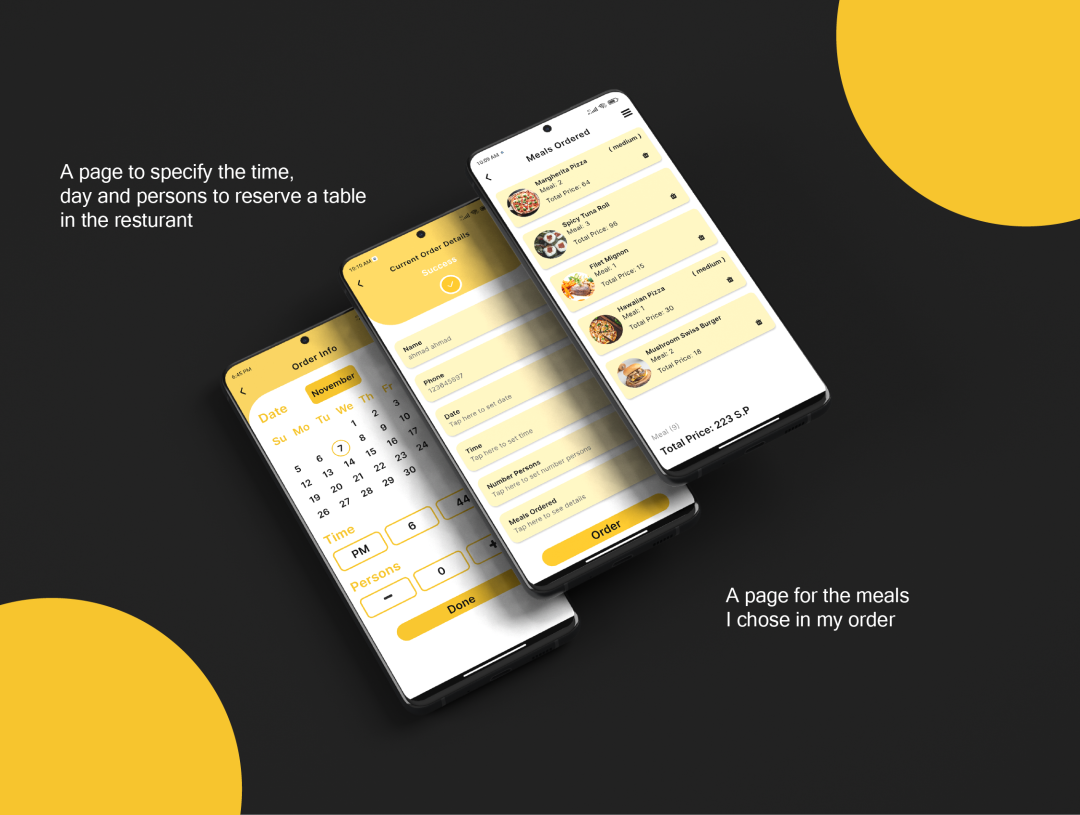 A page to specify the time,
day and persons to reserve a table
in the resturant
6:45 PM
Order Info
Date
November
Su Mo Tu We Th Fr
1 2 3
5 6 7 8 9 10
12 13 14 15 16 17
19 20 21 22 23 24
26 27 28 29 30
Time
PM 6 44
Persons
− 0 +
Done
10:10 AM
Current Order Details
Success
Name
ahmad ahmad
Phone
Date
Tap here to set date
Time
Tap here to set time
Number Persons
Tap here to set number persons
Meals Ordered
Tap here to see details
Order
10:09 AM
Meals Ordered
Margherita Pizza ( medium )
Meal: 2
Total Price: 64
Spicy Tuna Roll
Meal: 3
Total Price: 96
Filet Mignon
Meal: 1
Total Price: 15
Hawaiian Pizza ( medium )
Meal: 1
Total Price: 30
Mushroom Swiss Burger
Meal: 2
Total Price: 18
Meal (9)
Total Price: 223 S.P
A page for the meals
I chose in my order